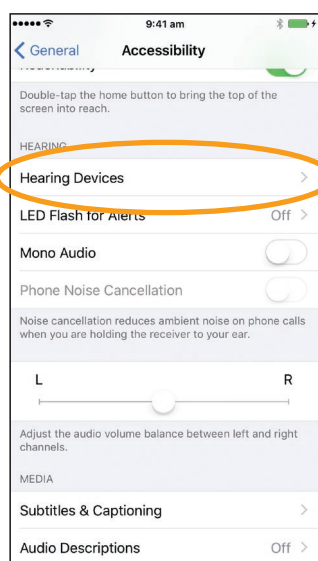 9:41 am
General
Accessibility
Double-tap the home button to bring the top of the
screen into reach.
HEARING
Hearing Devices
LED Flash for Alerts Off
Mono Audio
Phone Noise Cancellation
Noise cancellation reduces ambient noise on phone calls
when you are holding the receiver to your ear.
L R
Adjust the audio volume balance between left and right
channels.
MEDIA
Subtitles & Captioning
Audio Descriptions Off